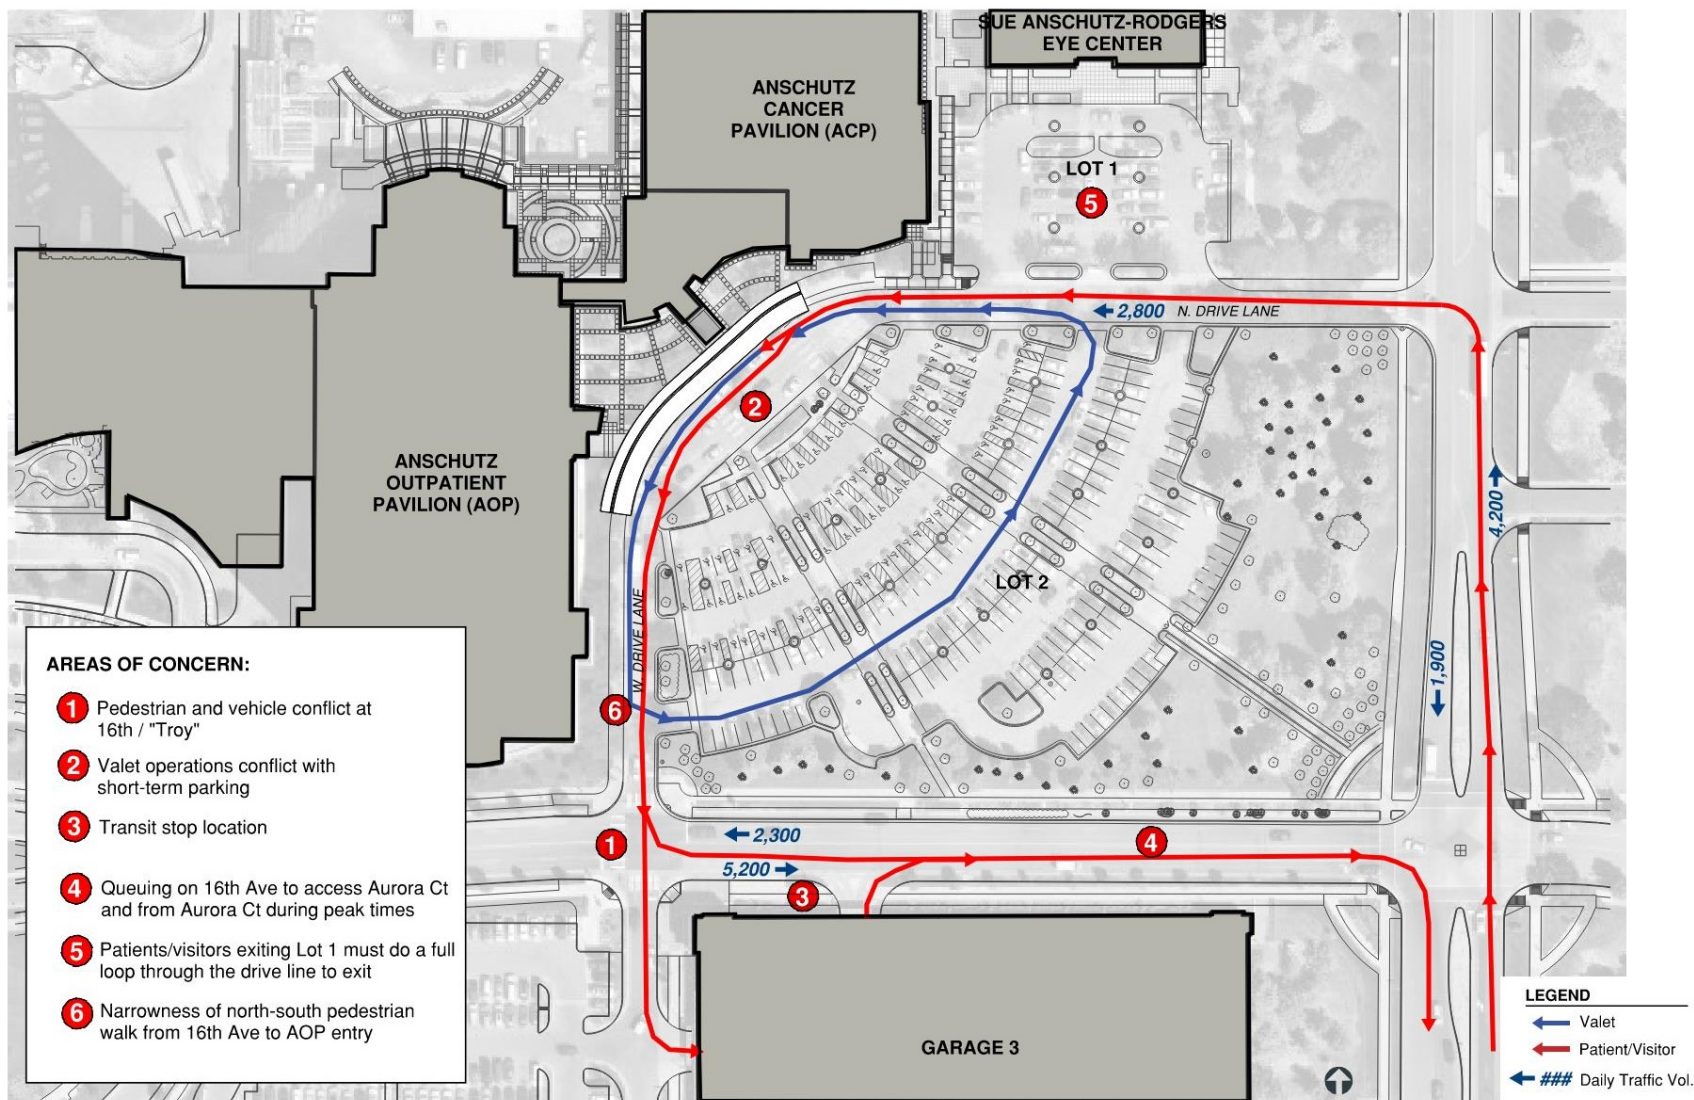 SUE ANSCHUTZ-RODGERS
EYE CENTER
ANSCHUTZ
CANCER
PAVILION (ACP)
LOT 1
5
2,800
N. DRIVE LANE
2
ANSCHUTZ
OUTPATIENT
PAVILION (AOP)
4,200
LOT 2
W. DRIVE LANE
1,900
6
AREAS OF CONCERN:
1 Pedestrian and vehicle conflict at
16th / "Troy"
2 Valet operations conflict with
short-term parking
3 Transit stop location
4 Queuing on 16th Ave to access Aurora Ct
and from Aurora Ct during peak times
5 Patients/visitors exiting Lot 1 must do a full
loop through the drive line to exit
6 Narrowness of north-south pedestrian
walk from 16th Ave to AOP entry
1
2,300
4
5,200
3
GARAGE 3
LEGEND
Valet
Patient/Visitor
### Daily Traffic Vol.